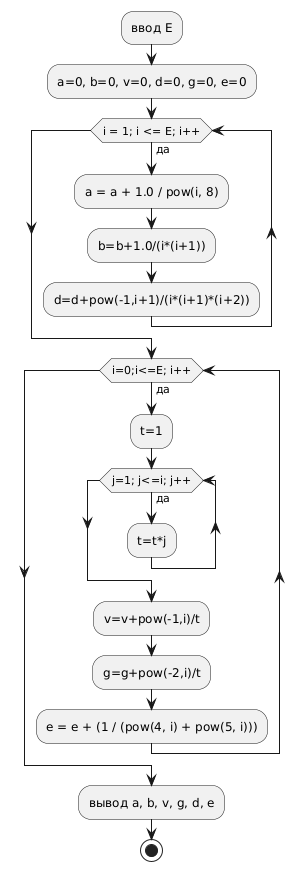 ввод E
a=0, b=0, v=0, d=0, g=0, e=0
i = 1; i <= E; i++
да
a = a + 1.0 / pow(i, 8)
b=b+1.0/(i*(i+1))
d=d+pow(-1,i+1)/(i*(i+1)*(i+2))
i=0;i<=E; i++
да
t=1
j=1; j<=i; j++
да
t=t*j
v=v+pow(-1,i)/t
g=g+pow(-2,i)/t
e = e + (1 / (pow(4, i) + pow(5, i)))
вывод a, b, v, g, d, e